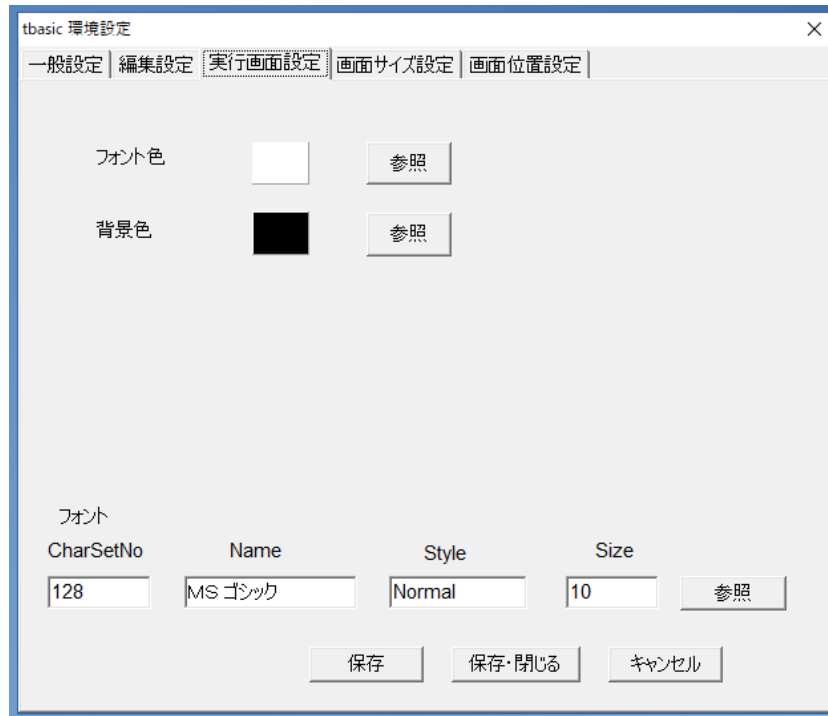 tbasic 環境設定
一般設定 編集設定 実行画面設定 画面サイズ設定 画面位置設定
フォント色 参照
背景色 参照
フォント
CharSetNo Name Style Size
128 MS ゴシック Normal 10 参照
保存 保存・閉じる キャンセル